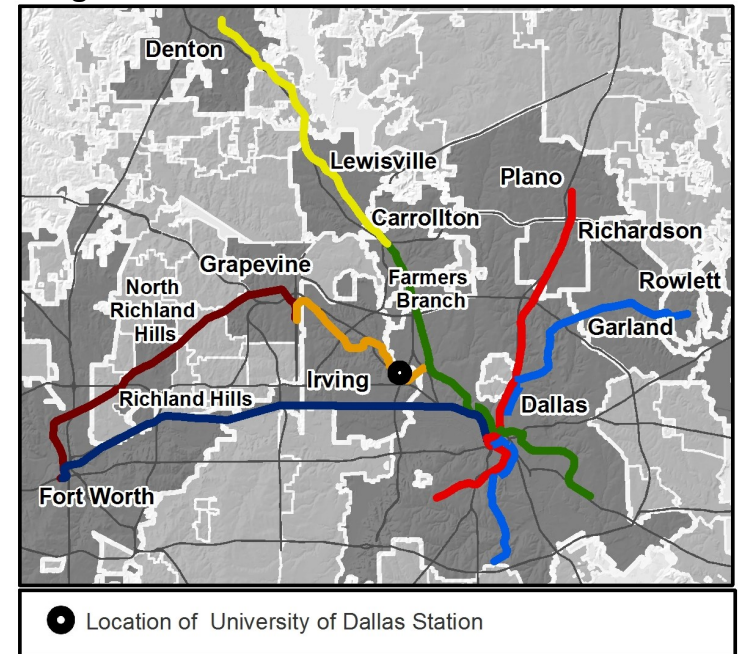 Denton
Lewisville
Plano
Carrollton
Richardson
Grapevine
Farmers
Branch
Rowlett
North
Richland
Hills
Garland
Irving
Richland Hills
Dallas
Fort Worth
Location of University of Dallas Station